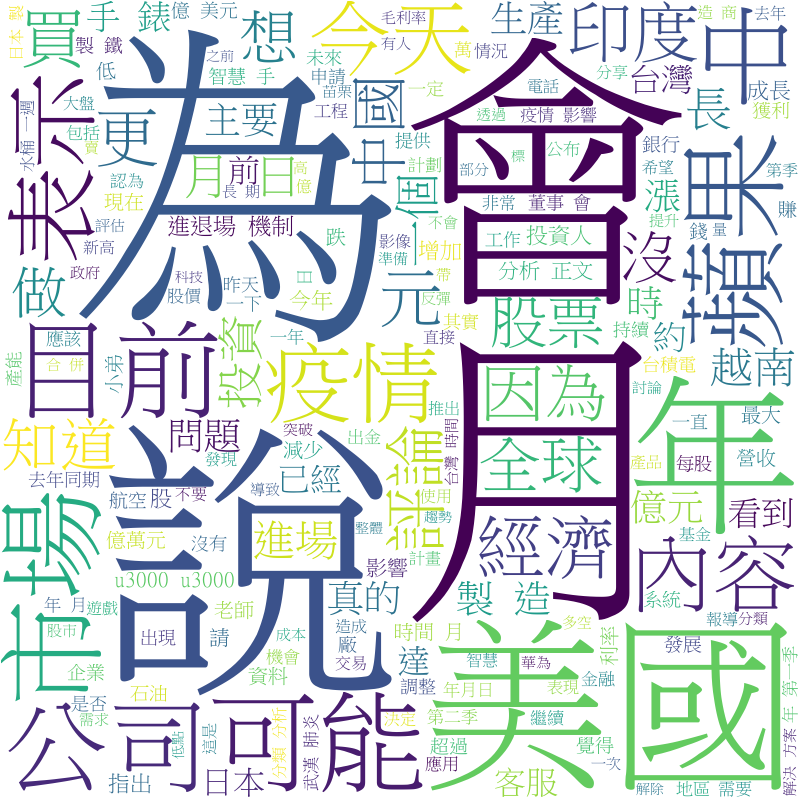 日本 製
買
手
錶
億 美元
想
今天
毛利率
有人
之前
生產
造 商
去年
印度
中
製 鐵
低
智慧 手
未來
申請
苗栗
工程
萬
情況
一定
電話
分享
台灣
成長
獲利
大盤
包括
水桶 一週
賣
表示
為
更
主要
中國
提供
透過
疫情 影響
計劃
部分
標
公布
銀行
長
希望
第季
會
蘋果
認為
現在
月
前
日
長 期
高
億
一個
非常 董事 會
不會
工作
投資人
漲
提升
錢
量
賺
評估
新高
進退場 機制
跌
影像
準備
增加
分析 正文
沒
政府
科技
股價
昨天
一下
日
今年
帶
反彈
其實
元
股票
時
持續
約
做
應該
合 併
產能
小弟
投資
一年
直接
推出
台積電
討論
越南
目前
疫情
因為
年
一直
最大
知道
問題
突破
減少
出金
評論
台灣 時間
全球
產品
每股
營收
去年同期
發現
已經
航空
股
不要
導致
使用
趨勢
億元
看到
基金
市場
說
億萬元
沒有
進場
整體
計畫
月
經濟
內容
u3000 u3000
影響
年 月
遊戲
股市
老師
真的
製 造
系統
報導
分類
出現
請
造成
廠
成本
交易
時間 月
利率
多空
發展
企業
機會
資料
達
調整
智慧
華為
金融
表現
美國
是否
需求
石油
低點
這是
分類 分析
武漢 肺炎
決定
年月日
第二季
繼續
超過
覺得
應用
一次
公司
可能
指出
日本
客服
解除
地區
需要
解決 方案
年 第一季